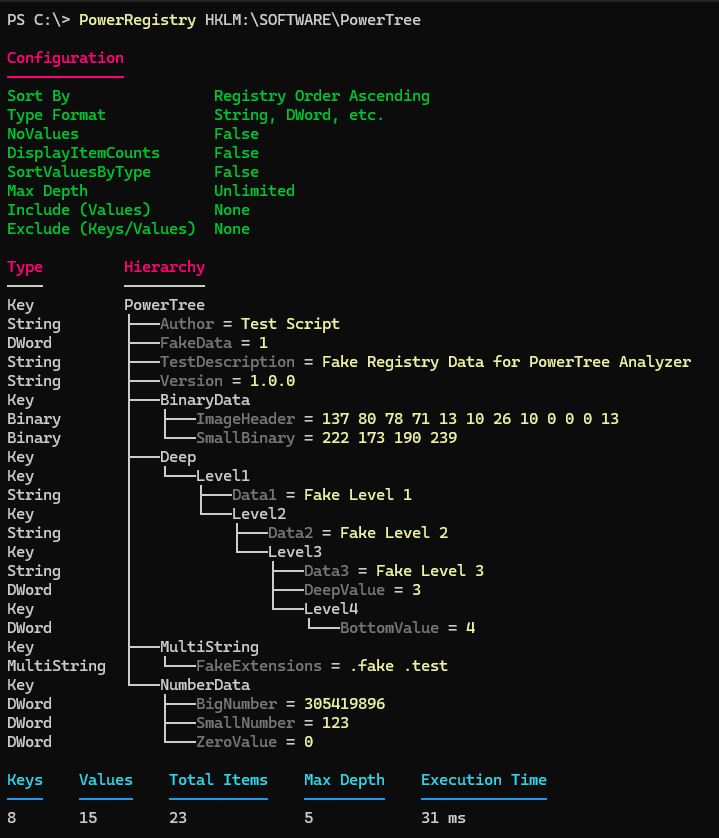 PS C:\> PowerRegistry HKLM:\SOFTWARE\PowerTree
Configuration
Sort By Registry Order Ascending
Type Format String, DWord, etc.
NoValues False
DisplayItemCounts False
SortValuesByType False
Max Depth Unlimited
Include (Values) None
Exclude (Keys/Values) None
Type Hierarchy
Key PowerTree
String Author = Test Script
DWord FakeData = 1
String TestDescription = Fake Registry Data for PowerTree Analyzer
String Version = 1.0.0
Key BinaryData
Binary ImageHeader = 137 80 78 71 13 10 26 10 0 0 0 13
Binary SmallBinary = 222 173 190 239
Key Deep
Key Level1
String Data1 = Fake Level 1
Key Level2
String Data2 = Fake Level 2
Key Level3
String Data3 = Fake Level 3
DWord DeepValue = 3
Key Level4
DWord BottomValue = 4
Key MultiString
MultiString FakeExtensions = .fake .test
Key NumberData
DWord BigNumber = 305419896
DWord SmallNumber = 123
DWord ZeroValue = 0
Keys Values Total Items Max Depth Execution Time
8 15 23 5 31 ms